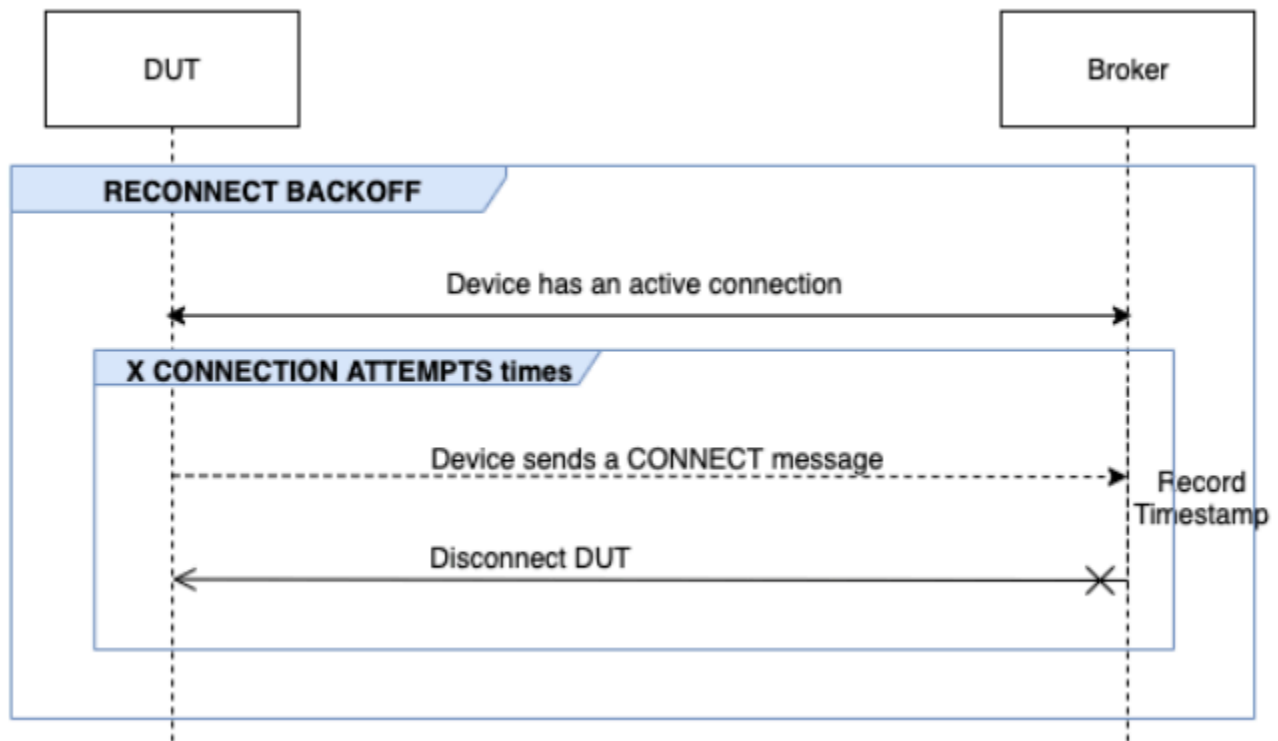 DUT
Broker
RECONNECT BACKOFF
Device has an active connection
X CONNECTION ATTEMPTS times
Device sends a CONNECT message
Record
Timestamp
Disconnect DUT